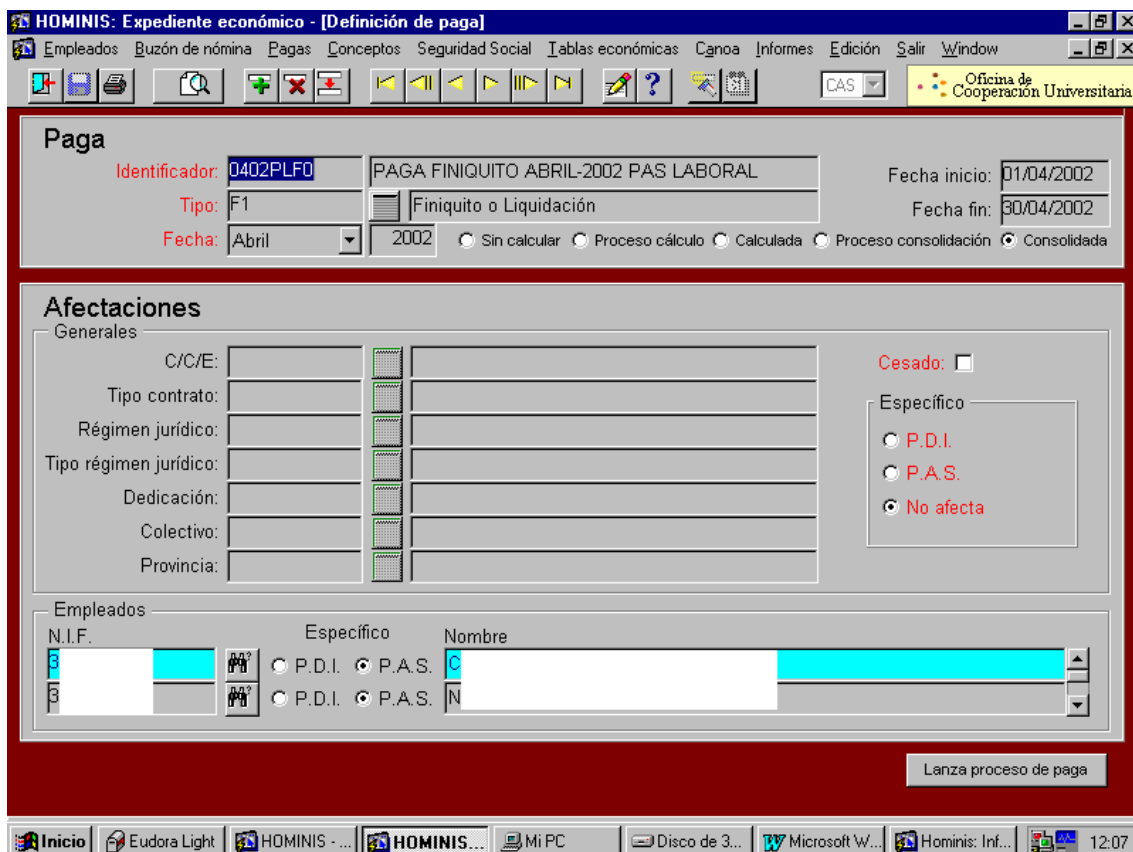 HOMINIS: Expediente económico - [Definición de paga]
Empleados Buzón de nómina Pagas Conceptos Seguridad Social Tablas económicas Canoa Informes Edición Salir Window
CAS
Oficina de
Cooperación Universitaria
Paga
Identificador: 0402PLF0 PAGA FINIQUITO ABRIL-2002 PAS LABORAL Fecha inicio: 01/04/2002
Tipo: F1 Finiquito o Liquidación Fecha fin: 30/04/2002
Fecha: Abril 2002 Sin calcular Proceso cálculo Calculada Proceso consolidación Consolidada
Afectaciones
Generales
C/C/E: Cesado:
Tipo contrato: Específico
Régimen jurídico: P.D.I.
Tipo régimen jurídico: P.A.S.
Dedicación: No afecta
Colectivo:
Provincia:
Empleados
N.I.F. Específico Nombre
3 P.D.I. P.A.S. C
3 P.D.I. P.A.S. N
Lanza proceso de paga
Inicio Eudora Light HOMINIS - ... HOMINIS... Mi PC Disco de 3... Microsoft W... Hominis: Inf... 12:07